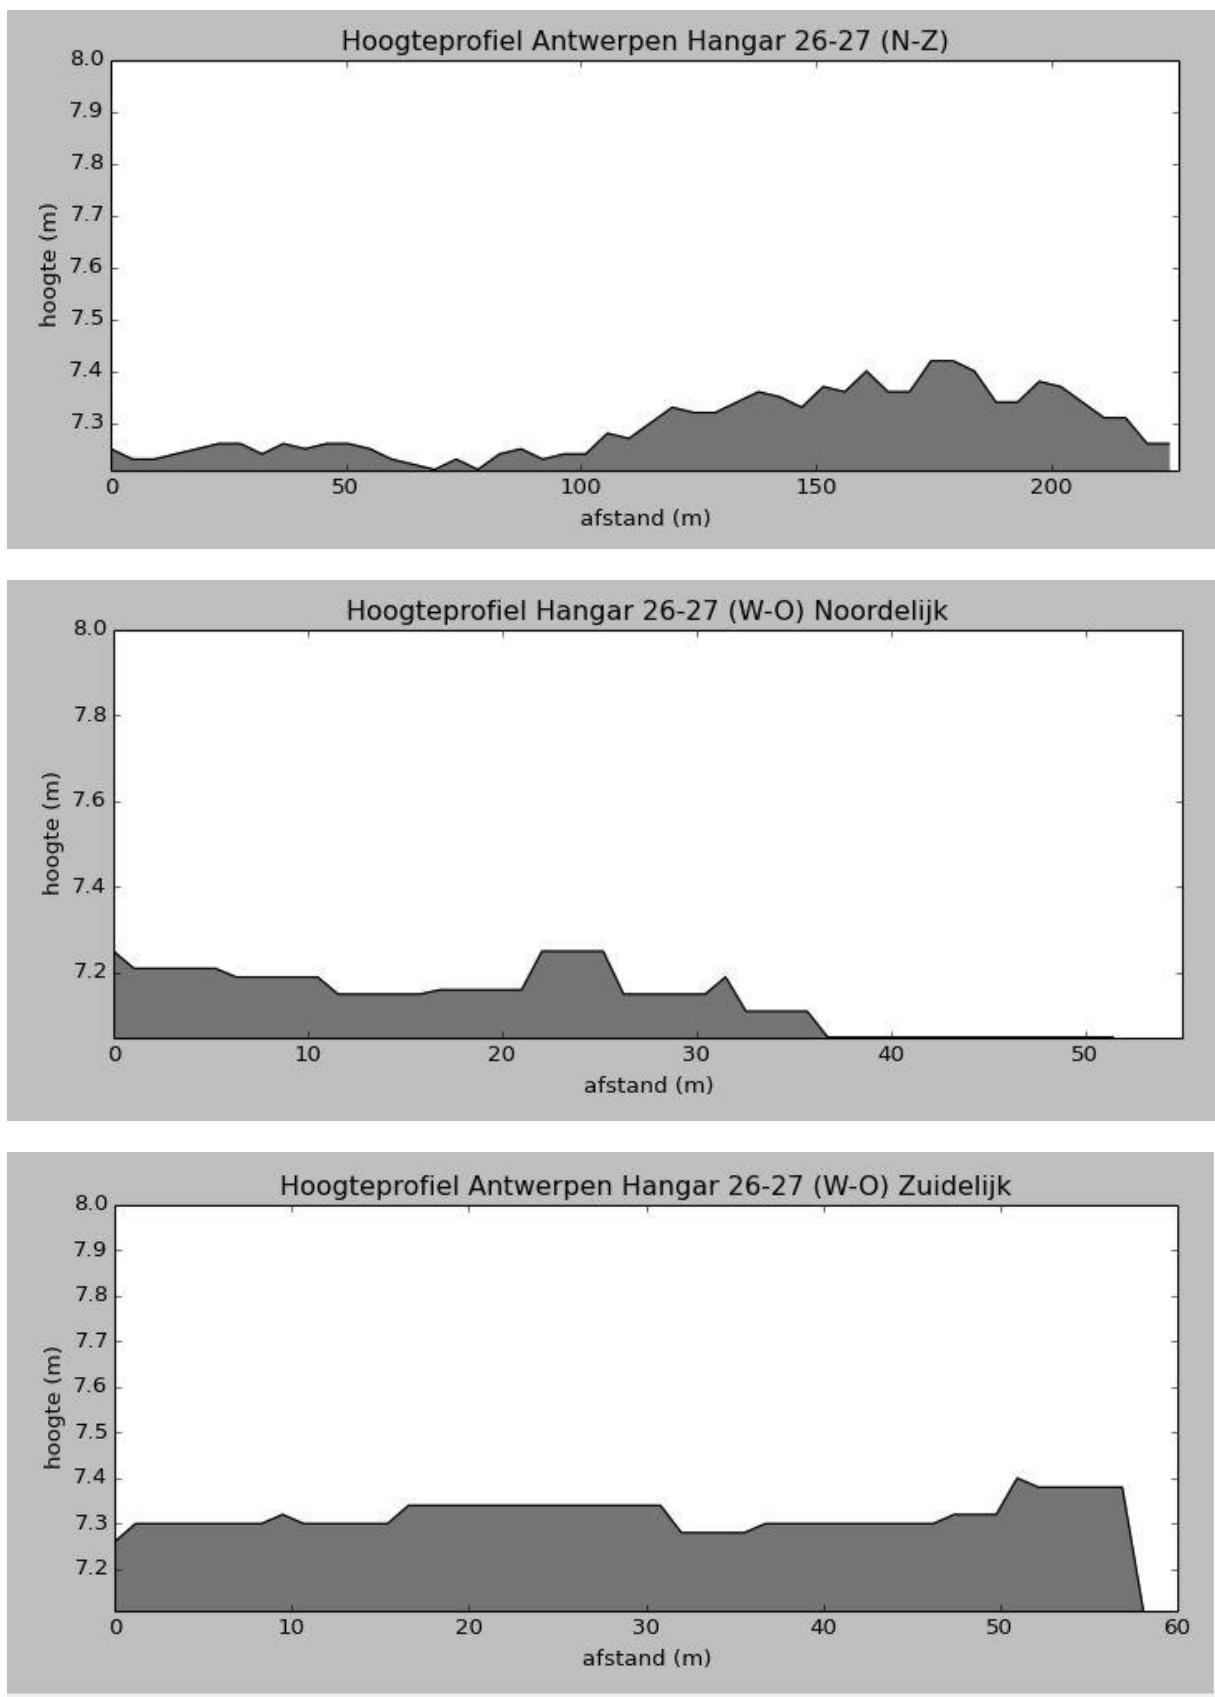 Hoogteprofiel Antwerpen Hangar 26-27 (N-Z)
8.0
7.9
7.8
7.7
7.6
7.5
7.4
7.3
hoogte (m)
0 50 100 150 200
afstand (m)
Hoogteprofiel Hangar 26-27 (W-O) Noordelijk
8.0
7.8
7.6
7.4
7.2
hoogte (m)
0 10 20 30 40 50
afstand (m)
Hoogteprofiel Antwerpen Hangar 26-27 (W-O) Zuidelijk
8.0
7.9
7.8
7.7
7.6
7.5
7.4
7.3
7.2
hoogte (m)
0 10 20 30 40 50 60
afstand (m)